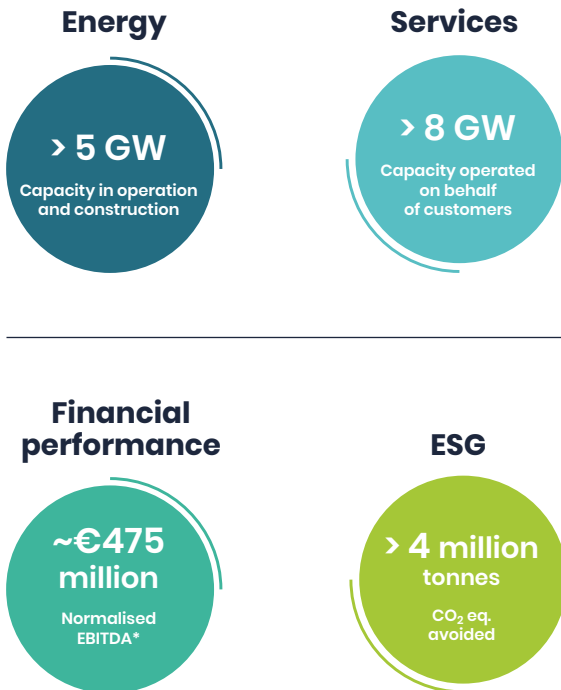 Energy
> 5 GW
Capacity in operation
and construction
Services
> 8 GW
Capacity operated
on behalf
of customers
Financial
performance
~€475
million
Normalised
EBITDA*
ESG
> 4 million
tonnes
CO₂ eq.
avoided